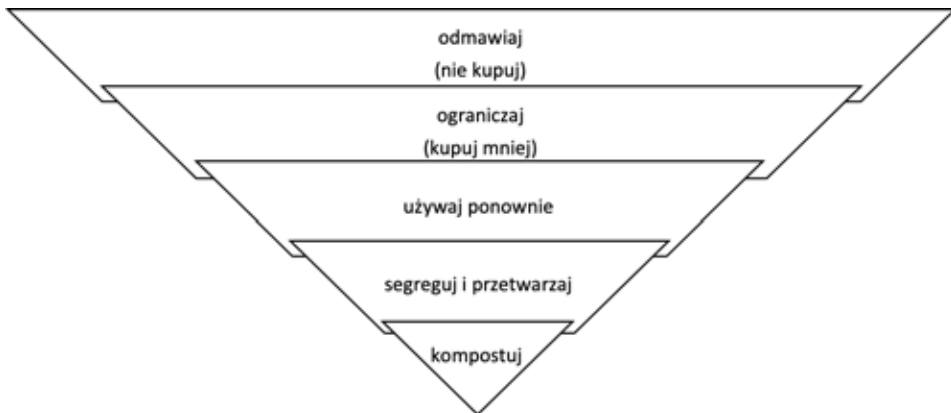 odmawiaj
(nie kupuj)
ograniczaj
(kupuj mniej)
używaj ponownie
segreguj i przetwarzaj
kompostuj